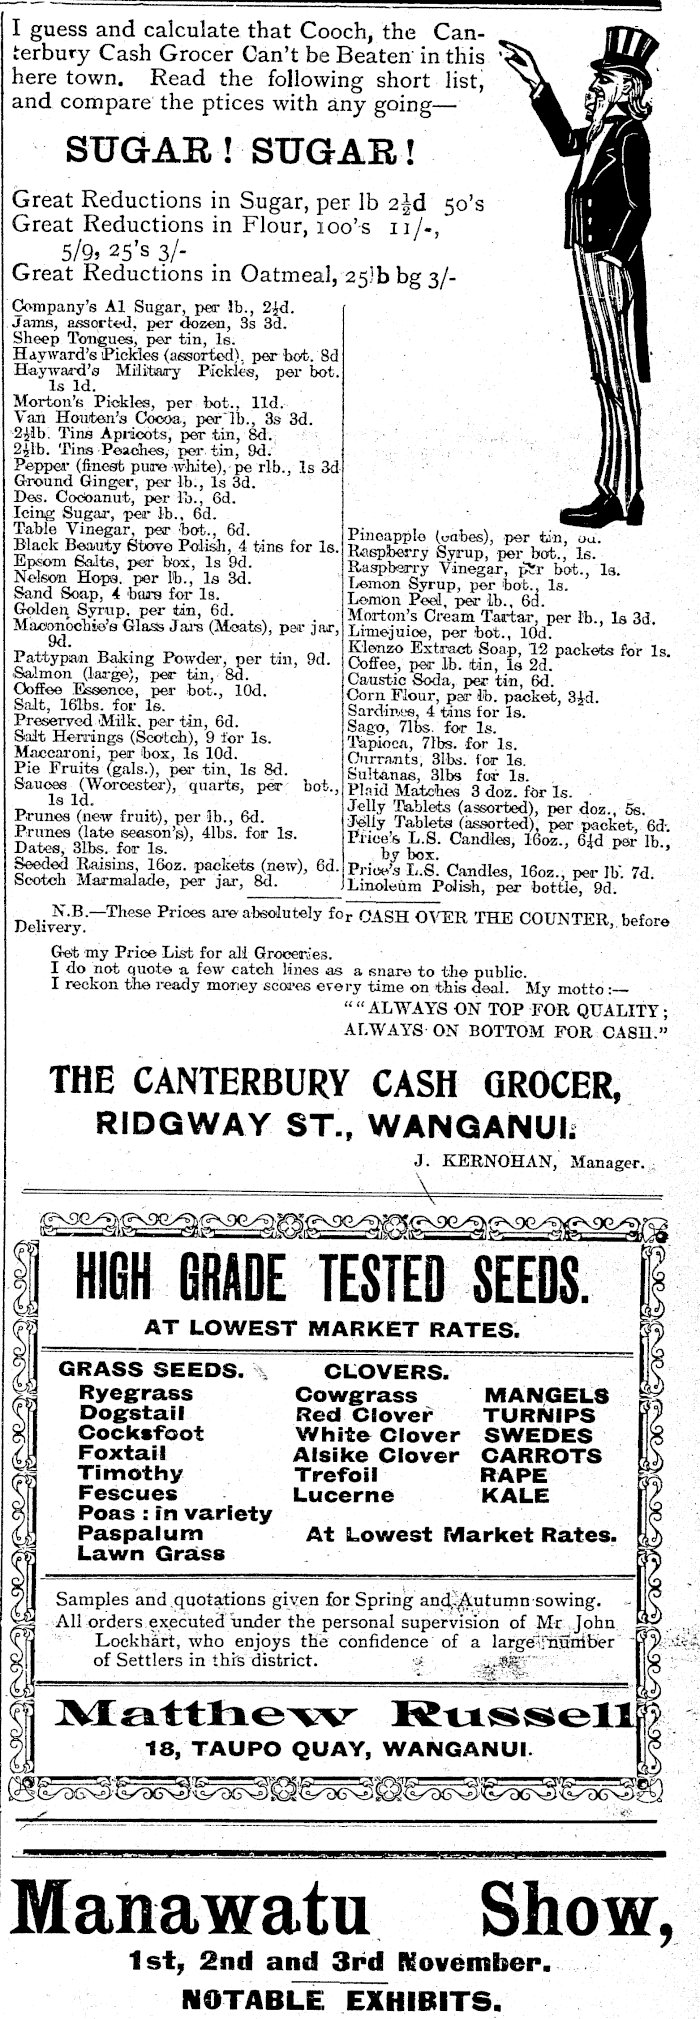 I guess and calculate that Cooch, the Can-
terbury Cash Grocer Can't be Beaten in this
here town. Read the following short list,
and compare the ptices with any going—
SUGAR! SUGAR!
Great Reductions in Sugar, per lb 2½d 50's
Great Reductions in Flour, 100's 11/-,
5/9, 25's 3/-
Great Reductions in Oatmeal, 25lb bg 3/-
Company's A1 Sugar, per lb., 2½d.
Jams, assorted, per dozen, 3s 3d.
Sheep Tongues, per tin, 1s.
Hayward's Pickles (assorted), per bot. 8d
Hayward's Military Pickles, per bot.
1s 1d.
Morton's Pickles, per bot., 11d.
Van Houten's Cocoa, per lb., 3s 3d.
2½lb. Tins Apricots, per tin, 8d.
2½lb. Tins Peaches, per tin, 9d.
Pepper (finest pure white), pe rlb., 1s 3d
Ground Ginger, per lb., 1s 3d.
Des. Cocoanut, per lb., 6d.
Icing Sugar, per lb., 6d.
Table Vinegar, per bot., 6d.
Black Beauty Stove Polish, 4 tins for 1s.
Epsom Salts, per box, 1s 9d.
Nelson Hops, per lb., 1s 3d.
Sand Soap, 4 bars for 1s.
Golden Syrup, per tin, 6d.
Maconochie's Glass Jars (Meats), per jar,
9d.
Pattypan Baking Powder, per tin, 9d.
Salmon (large), per tin, 8d.
Coffee Essence, per bot., 10d.
Salt, 16lbs. for 1s.
Preserved Milk, per tin, 6d.
Salt Herrings (Scotch), 9 for 1s.
Maccaroni, per box, 1s 10d.
Pie Fruits (gals.), per tin, 1s 8d.
Sauces (Worcester), quarts, per bot.,
1s 1d.
Prunes (new fruit), per lb., 6d.
Prunes (late season's), 4lbs. for 1s.
Dates, 3lbs. for 1s.
Seeded Raisins, 16oz. packets (new), 6d.
Scotch Marmalade, per jar, 8d.
Pineapple (cubes), per tin,
Raspberry Syrup, per bot., 1s.
Raspberry Vinegar, per bot., 1s.
Lemon Syrup, per bot., 1s.
Lemon Peel, per lb., 6d.
Morton's Cream Tartar, per lb., 1s 3d.
Limejuice, per bot., 10d.
Klenzo Extract Soap, 12 packets for 1s.
Coffee, per lb. tin, 1s 2d.
Caustic Soda, per tin, 6d.
Corn Flour, per lb. packet, 3½d.
Sardines, 4 tins for 1s.
Sago, 7lbs. for 1s.
Tapioca, 7lbs. for 1s.
Currants, 3lbs. for 1s.
Sultanas, 3lbs for 1s.
Plaid Matches 3 doz. for 1s.
Jelly Tablets (assorted), per doz., 5s.
Jelly Tablets (assorted), per packet, 6d.
Price's L.S. Candles, 16oz., 6½d per lb.,
by box.
Price's L.S. Candles, 16oz., per lb. 7d.
Linoleum Polish, per bottle, 9d.
N.B.—These Prices are absolutely for CASH OVER THE COUNTER, before
Delivery.
Get my Price List for all Groceries.
I do not quote a few catch lines as a snare to the public.
I reckon the ready money scores every time on this deal. My motto:—
""ALWAYS ON TOP FOR QUALITY;
ALWAYS ON BOTTOM FOR CASH."
THE CANTERBURY CASH GROCER,
RIDGWAY ST., WANGANUI.
J. KERNOHAN, Manager.
HIGH GRADE TESTED SEEDS.
AT LOWEST MARKET RATES.
GRASS SEEDS.
Ryegrass
Dogstail
Cocksfoot
Foxtail
Timothy
Fescues
Poas: in variety
Paspalum
Lawn Grass
CLOVERS.
Cowgrass
Red Clover
White Clover
Alsike Clover
Trefoil
Lucerne
MANGELS
TURNIPS
SWEDES
CARROTS
RAPE
KALE
At Lowest Market Rates.
Samples and quotations given for Spring and Autumn sowing.
All orders executed under the personal supervision of Mr John
Lockhart, who enjoys the confidence of a large number
of Settlers in this district.
Matthew Russell
18, TAUPO QUAY, WANGANUI.
Manawatu Show,
1st, 2nd and 3rd November.
NOTABLE EXHIBITS.